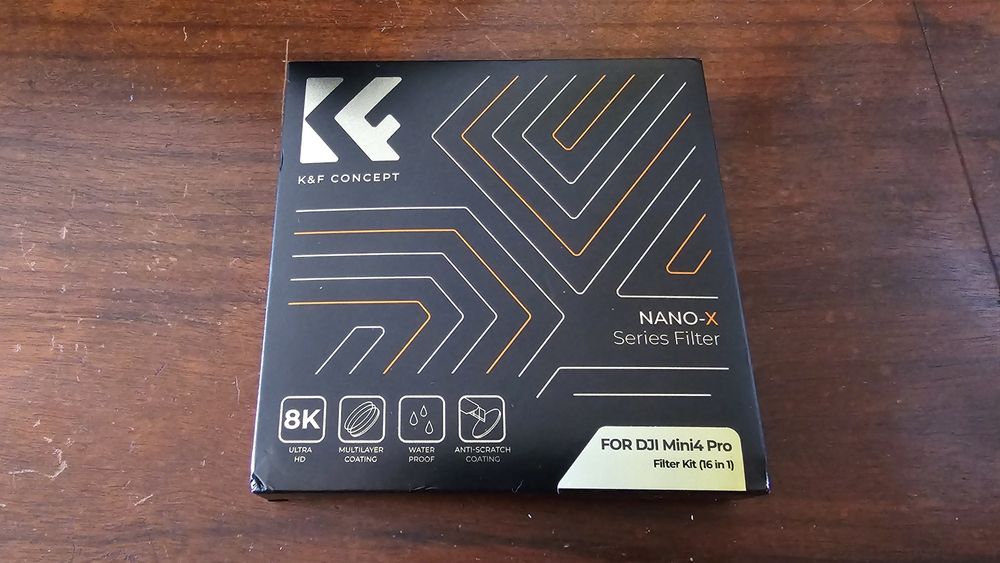 KF
K&F CONCEPT
NANO-X
Series Filter
8K
ULTRA
HD
MULTILAYER
COATING
WATER
PROOF
ANTI-SCRATCH
COATING
FOR DJI Mini4 Pro
Filter Kit (16 in 1)